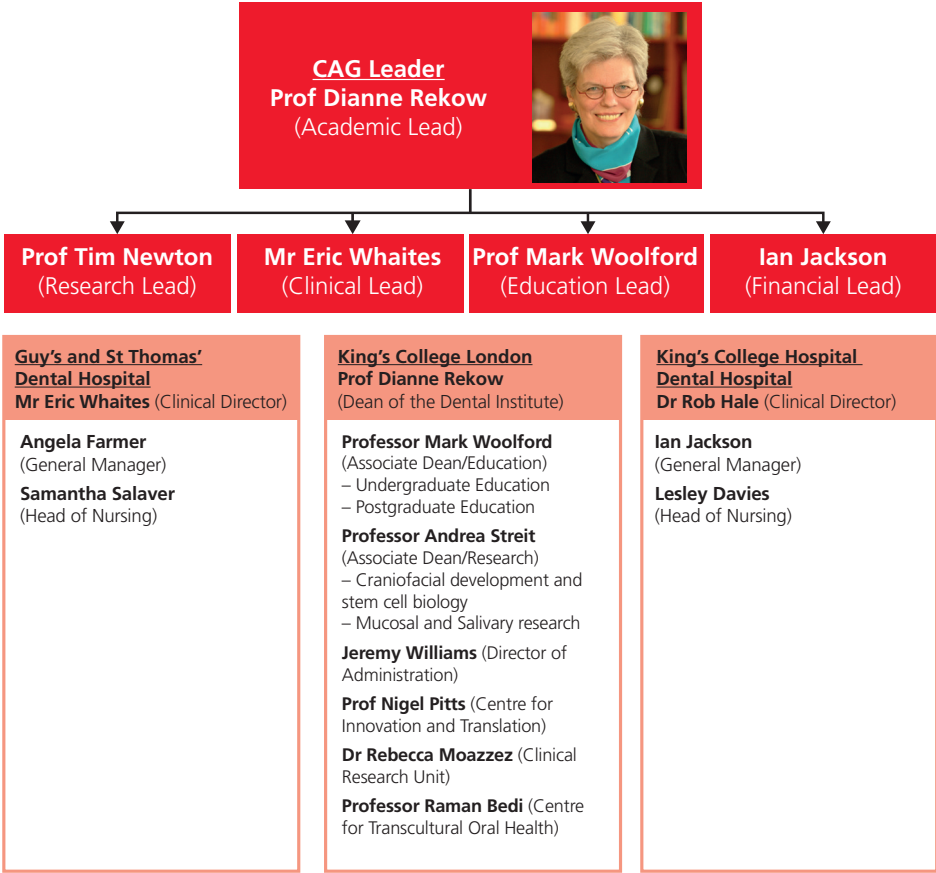 CAG Leader
Prof Dianne Rekow
(Academic Lead)
Prof Tim Newton
(Research Lead)
Mr Eric Whaites
(Clinical Lead)
Prof Mark Woolford
(Education Lead)
Ian Jackson
(Financial Lead)
Guy's and St Thomas'
Dental Hospital
Mr Eric Whaites (Clinical Director)
Angela Farmer
(General Manager)
Samantha Salaver
(Head of Nursing)
King's College London
Prof Dianne Rekow
(Dean of the Dental Institute)
Professor Mark Woolford
(Associate Dean/Education)
– Undergraduate Education
– Postgraduate Education
Professor Andrea Streit
(Associate Dean/Research)
– Craniofacial development and
stem cell biology
– Mucosal and Salivary research
Jeremy Williams (Director of
Administration)
Prof Nigel Pitts (Centre for
Innovation and Translation)
Dr Rebecca Moazzez (Clinical
Research Unit)
Professor Raman Bedi (Centre
for Transcultural Oral Health)
King's College Hospital
Dental Hospital
Dr Rob Hale (Clinical Director)
Ian Jackson
(General Manager)
Lesley Davies
(Head of Nursing)